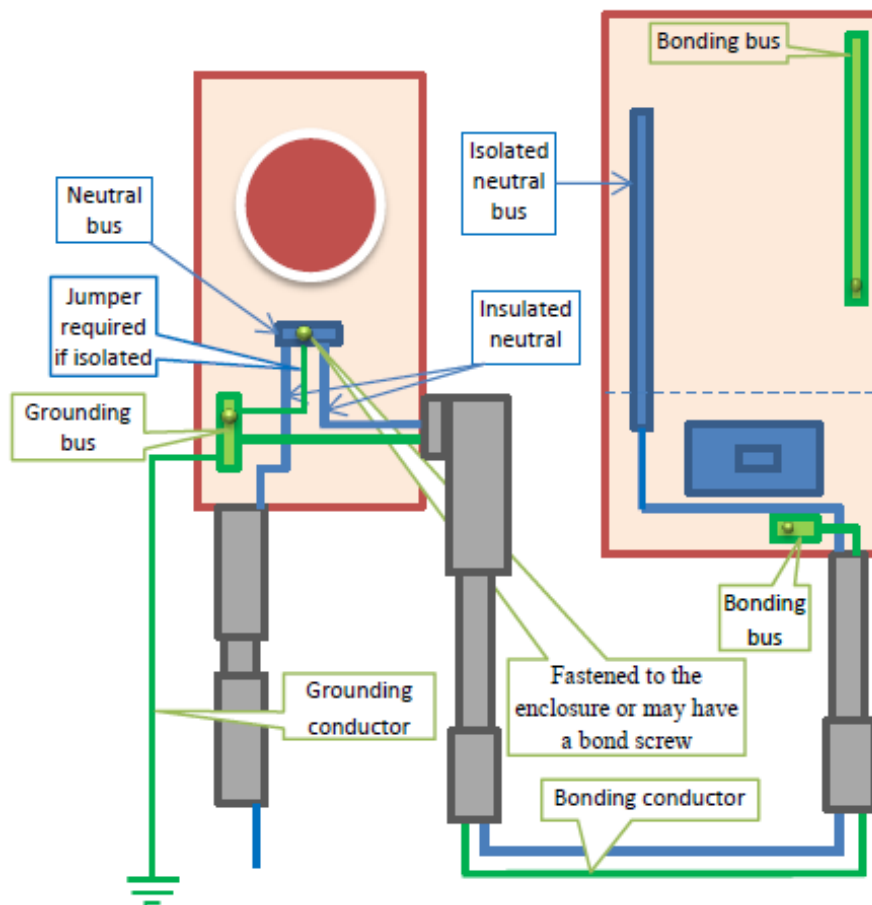 Bonding bus
Isolated
neutral
bus
Neutral
bus
Jumper
required
if isolated
Insulated
neutral
Grounding
bus
Bonding
bus
Grounding
conductor
Fastened to the
enclosure or may have
a bond screw
Bonding conductor